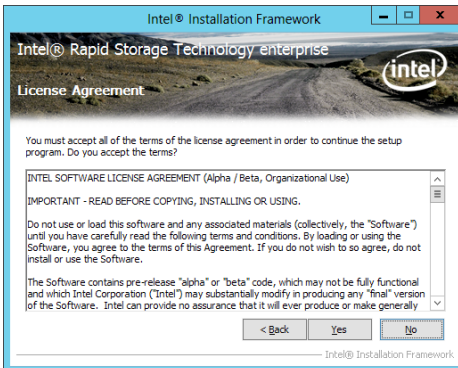 Intel® Installation Framework
Intel® Rapid Storage Technology enterprise
intel
License Agreement
You must accept all of the terms of the license agreement in order to continue the setup
program. Do you accept the terms?
INTEL SOFTWARE LICENSE AGREEMENT (Alpha / Beta, Organizational Use)
IMPORTANT - READ BEFORE COPYING, INSTALLING OR USING.
Do not use or load this software and any associated materials (collectively, the "Software")
until you have carefully read the following terms and conditions. By loading or using the
Software, you agree to the terms of this Agreement. If you do not wish to so agree, do not
install or use the Software.
The Software contains pre-release "alpha" or "beta" code, which may not be fully functional
and which Intel Corporation ("Intel") may substantially modify in producing any "final" version
of the Software. Intel can provide no assurance that it will ever produce or make generally
< Back Yes No
Intel® Installation Framework